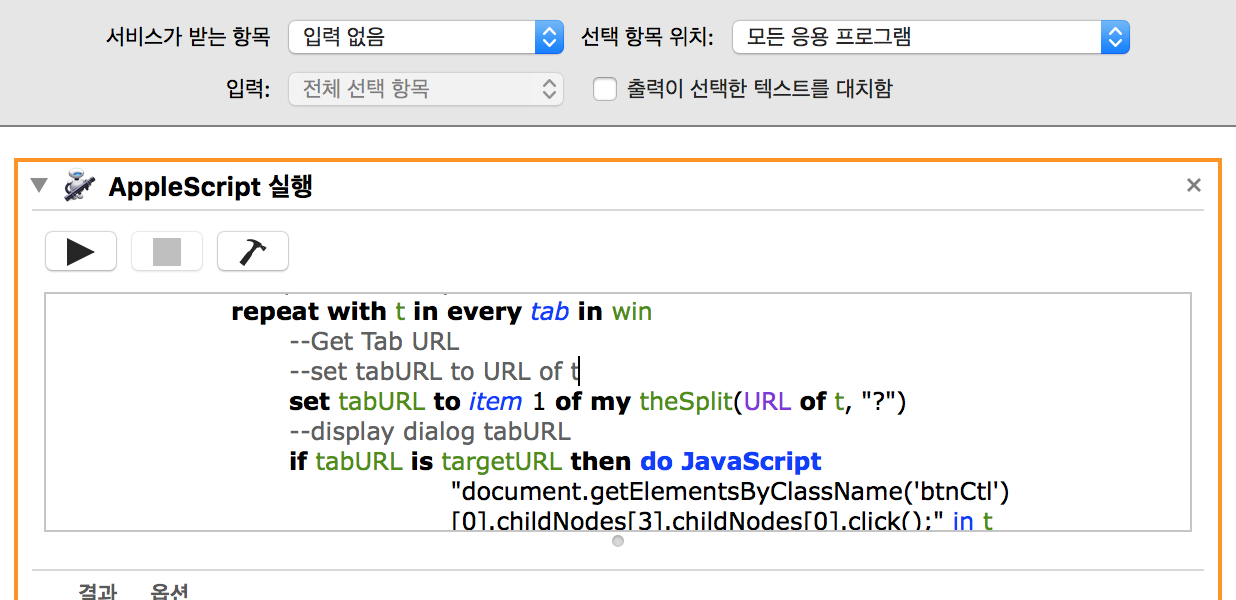 서비스가 받는 항목 입력 없음 선택 항목 위치: 모든 응용 프로그램
입력: 전체 선택 항목 출력이 선택한 텍스트를 대치함
AppleScript 실행
repeat with t in every tab in win
--Get Tab URL
--set tabURL to URL of t
set tabURL to item 1 of my theSplit(URL of t, "?")
--display dialog tabURL
if tabURL is targetURL then do JavaScript
"document.getElementsByClassName('btnCtl')
[0].childNodes[3].childNodes[0].click();" in t
결과 옵션